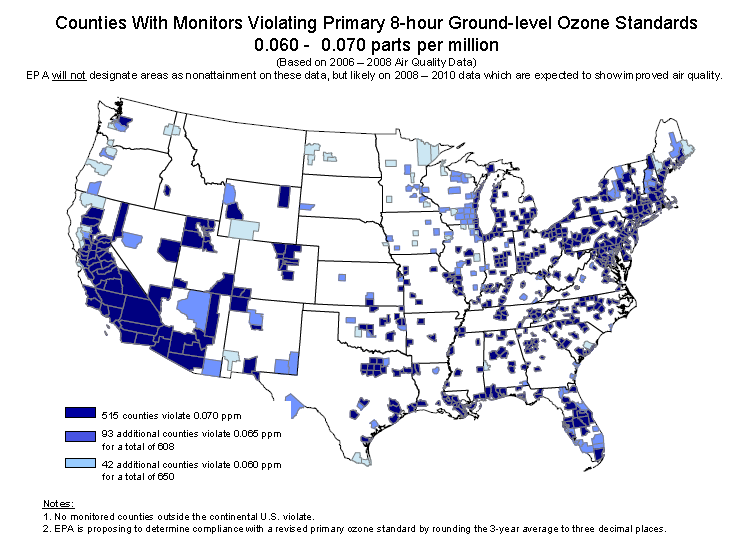 Counties With Monitors Violating Primary 8-hour Ground-level Ozone Standards
0.060 - 0.070 parts per million
(Based on 2006 – 2008 Air Quality Data)
EPA will not designate areas as nonattainment on these data, but likely on 2008 – 2010 data which are expected to show improved air quality.
515 counties violate 0.070 ppm
93 additional counties violate 0.065 ppm
for a total of 608
42 additional counties violate 0.060 ppm
for a total of 650
Notes:
1. No monitored counties outside the continental U.S. violate.
2. EPA is proposing to determine compliance with a revised primary ozone standard by rounding the 3-year average to three decimal places.